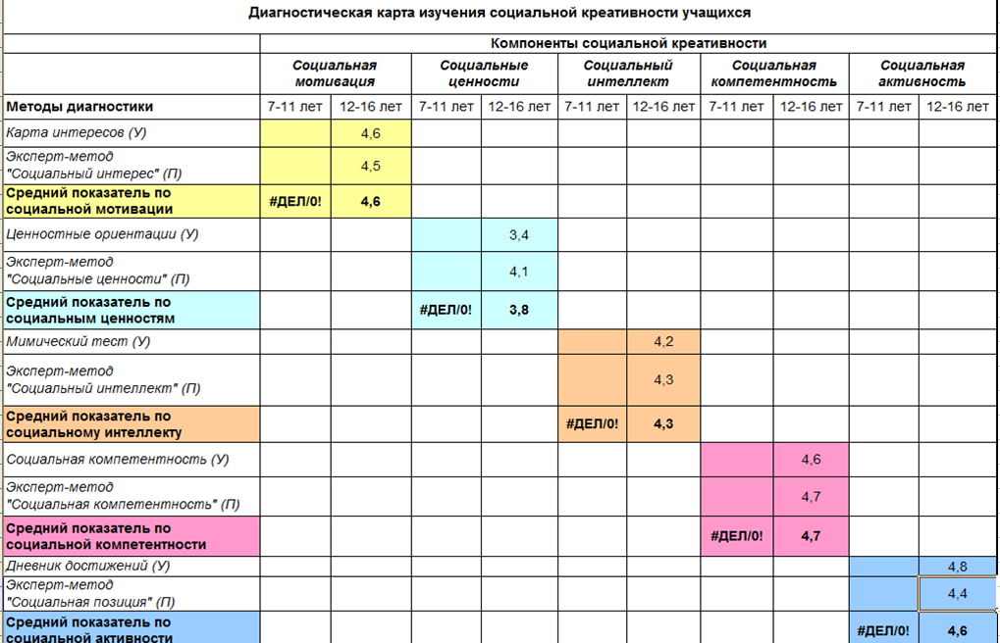 Диагностическая карта изучения социальной креативности учащихся
Компоненты социальной креативности
Социальная мотивация Социальные ценности Социальный интеллект Социальная компетентность Социальная активность
Методы диагностики 7-11 лет 12-16 лет 7-11 лет 12-16 лет 7-11 лет 12-16 лет 7-11 лет 12-16 лет 7-11 лет 12-16 лет
Карта интересов (У) 4,6
Эксперт-метод
"Социальный интерес" (П) 4,5
Средний показатель по
социальной мотивации #ДЕЛ/0! 4,6
Ценностные ориентации (У) 3,4
Эксперт-метод
"Социальные ценности" (П) 4,1
Средний показатель по
социальным ценностям #ДЕЛ/0! 3,8
Мимический тест (У) 4,2
Эксперт-метод
"Социальный интеллект" (П) 4,3
Средний показатель по
социальному интеллекту #ДЕЛ/0! 4,3
Социальная компетентность (У) 4,6
Эксперт-метод
"Социальная компетентность" (П) 4,7
Средний показатель по
социальной компетентности #ДЕЛ/0! 4,7
Дневник достижений (У) 4,8
Эксперт-метод
"Социальная позиция" (П) 4,4
Средний показатель по
социальной активности #ДЕЛ/0! 4,6